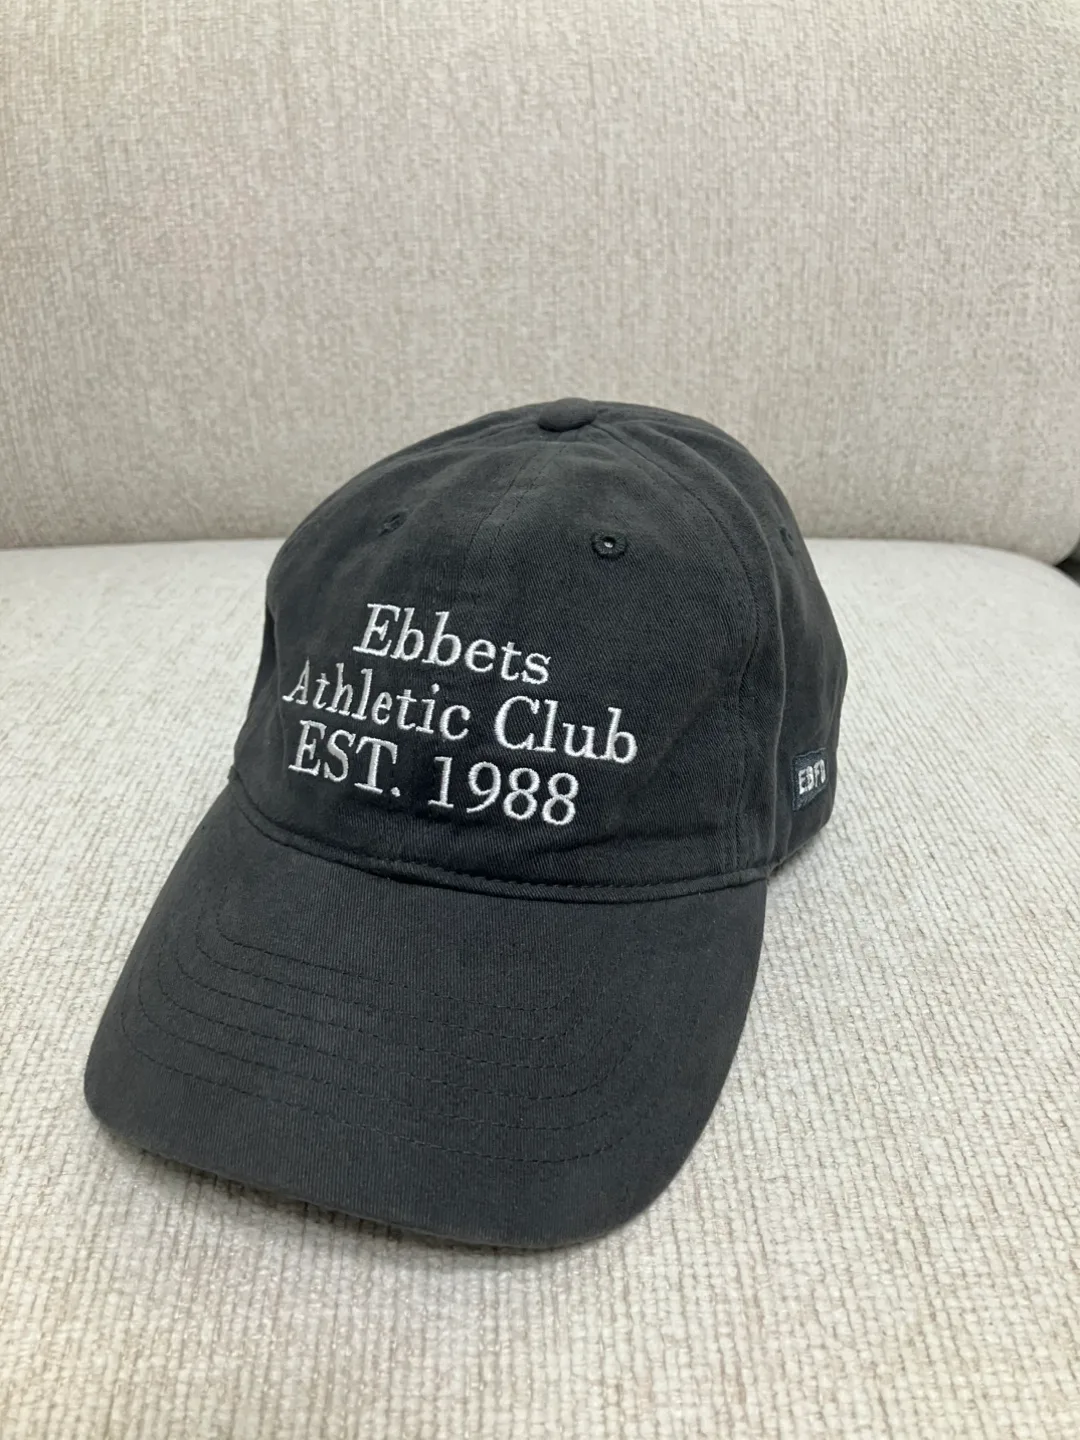 Ebbets
Athletic Club
EST. 1988
EBFD